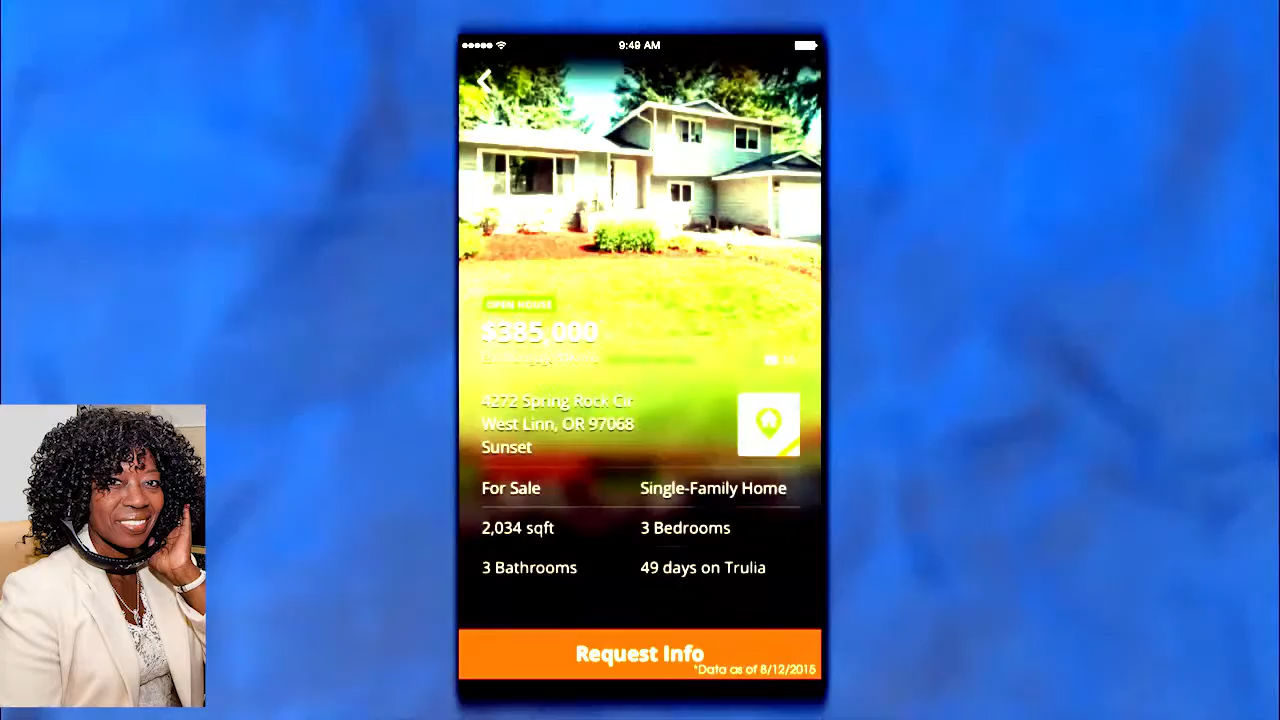 9:49 AM
OPEN HOUSE
$385,000
4272 Spring Rock Cir
West Linn, OR 97068
Sunset
For Sale
Single-Family Home
2,034 sqft
3 Bedrooms
3 Bathrooms
49 days on Trulia
Request Info
*Data as of 8/12/2015